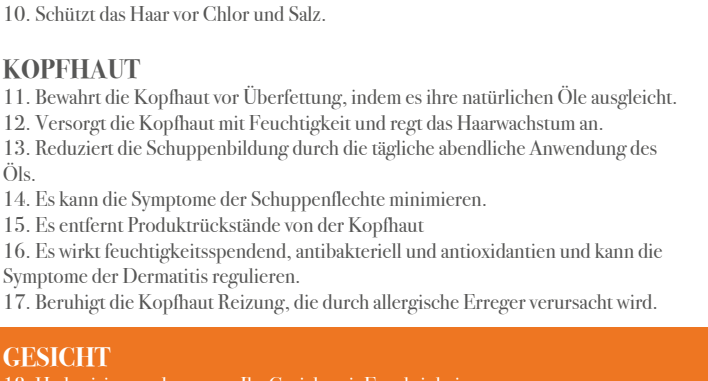 10. Schützt das Haar vor Chlor und Salz.
KOPFHAUT
11. Bewahrt die Kopfhaut vor Überfettung, indem es ihre natürlichen Öle ausgleicht.
12. Versorgt die Kopfhaut mit Feuchtigkeit und regt das Haarwachstum an.
13. Reduziert die Schuppenbildung durch die tägliche abendliche Anwendung des
Öls.
14. Es kann die Symptome der Schuppenflechte minimieren.
15. Es entfernt Produktrückstände von der Kopfhaut
16. Es wirkt feuchtigkeitsspendend, antibakteriell und antioxidantien und kann die
Symptome der Dermatitis regulieren.
17. Beruhigt die Kopfhaut Reizung, die durch allergische Erreger verursacht wird.
GESICHT